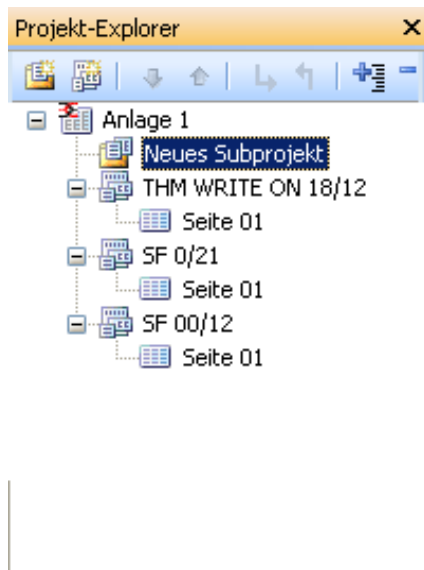 Projekt-Explorer
Anlage 1
Neues Subprojekt
THM WRITE ON 18/12
Seite 01
SF 0/21
Seite 01
SF 00/12
Seite 01